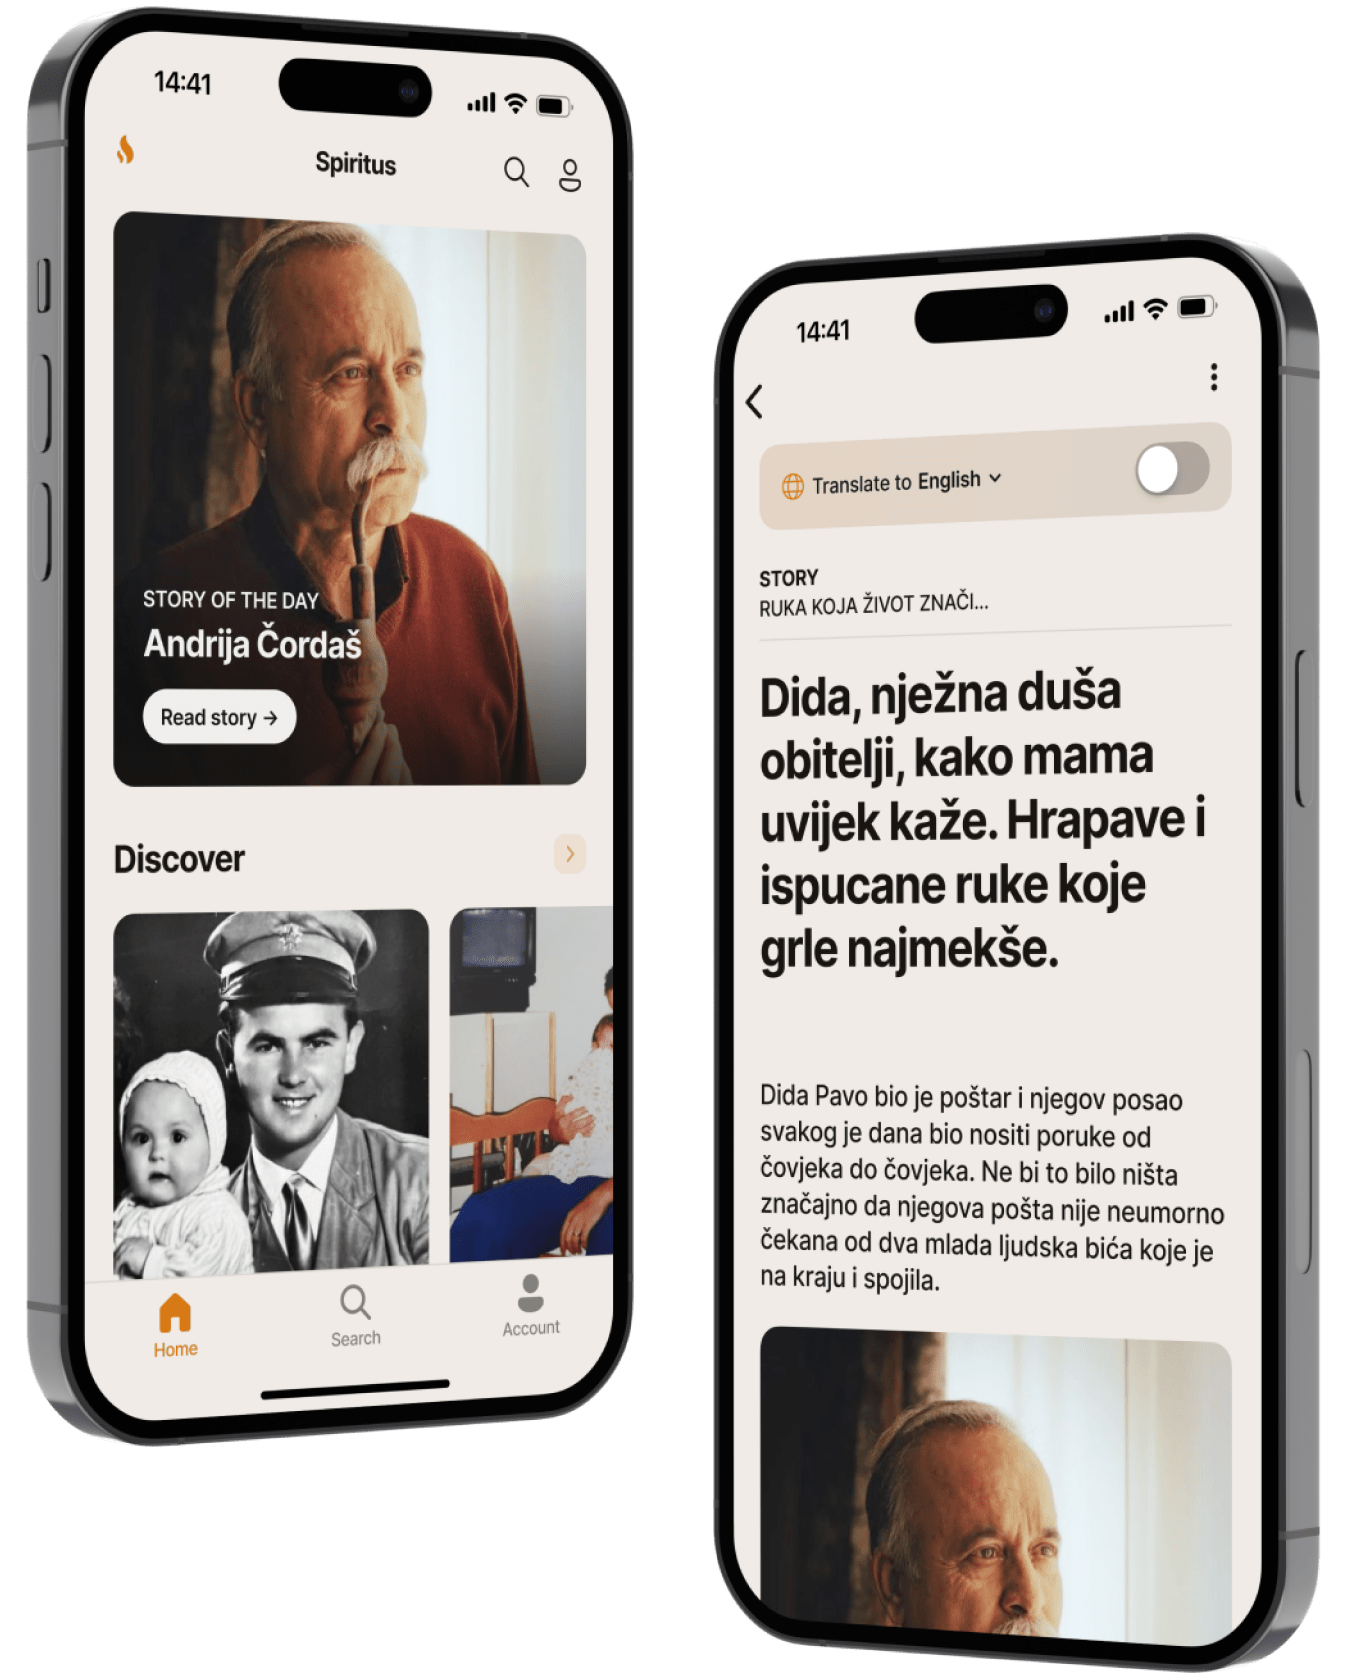 14:41
Spiritus
STORY OF THE DAY
Andrija Čordaš
Read story →
Discover
Home
Search
Account
14:41
Translate to English
STORY
RUKA KOJA ŽIVOT ZNAČI...
Dida, nježna duša
obitelji, kako mama
uvijek kaže. Hrapave i
ispucane ruke koje
grle najmekše.
Dida Pavo bio je poštar i njegov posao
svakog je dana bio nositi poruke od
čovjeka do čovjeka. Ne bi to bilo ništa
značajno da njegova pošta nije neumorno
čekana od dva mlada ljudska bića koje je
na kraju i spojila.